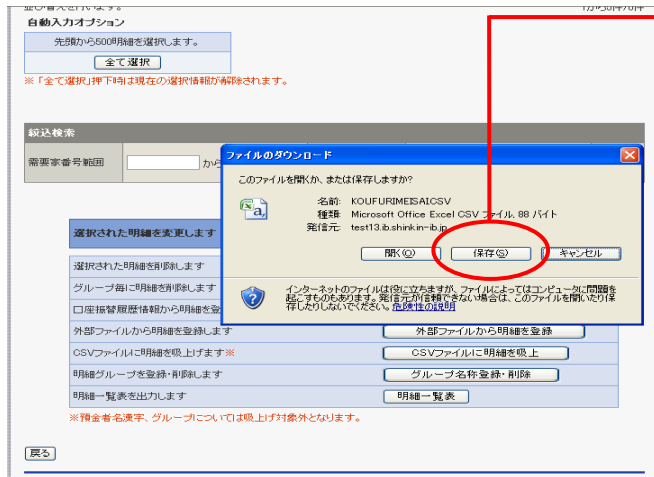 並び替えを行います。
自動入力オプション
先頭から500明細を選択します。
全て選択
※「全て選択」押下時は現在の選択情報が解除されます。
絞込検索
需要家番号範囲
から
ファイルのダウンロード
このファイルを開くか、または保存しますか?
名前: KOUFURIMEISAI.CSV
種類: Microsoft Office Excel CSV ファイル, 88 バイト
発信元: test13.ib.shinkin-ib.jp
開く(O)
保存(S)
キャンセル
インターネットのファイルは役に立ちますが、ファイルによってはコンピュータに問題を
起こすものもあります。発信元が信頼できない場合は、このファイルを開いたり保
存したりしないでください。危険性の説明
選択された明細を変更します
選択された明細を削除します
グループ毎に明細を削除します
口座振替履歴情報から明細を登
外部ファイルから明細を登録します
外部ファイルから明細を登録
CSVファイルに明細を吸上げます※
CSVファイルに明細を吸上
明細グループを登録・削除します
グループ名称登録・削除
明細一覧表を出力します
明細一覧表
※預金者名漢字、グループについては吸上げ対象外となります。
戻る